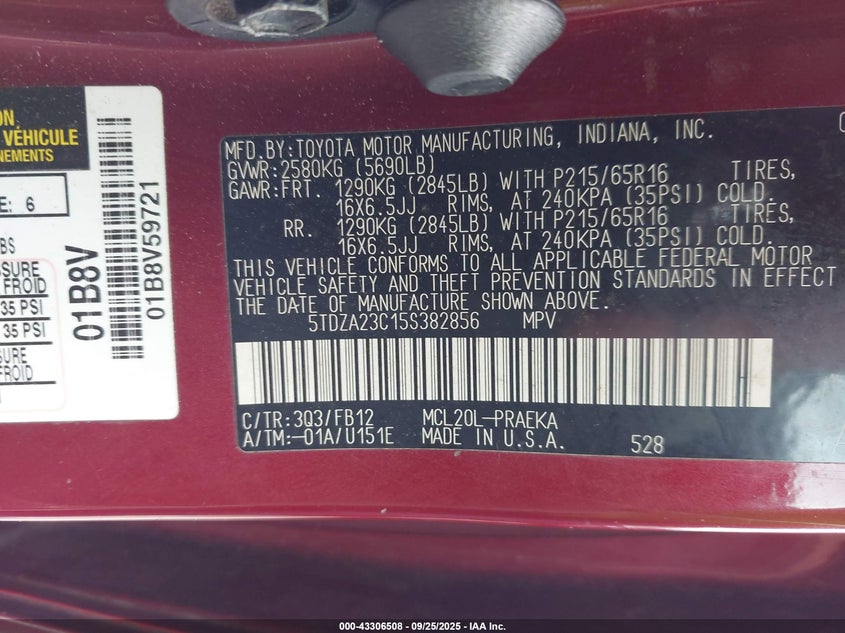 ON
VÉHICULE
NEMENTS
E: 6
BS
SSURE
FROID
35 PSI
35 PSI
SURE
FROID
01B8V
01B8V59721
MFD.BY:TOYOTA MOTOR MANUFACTURING, INDIANA, INC.
GVWR:2580KG (5690LB)
GAWR:FRT. 1290KG (2845LB) WITH P215/65R16 TIRES,
16X6.5JJ RIMS, AT 240KPA (35PSI) COLD.
RR. 1290KG (2845LB) WITH P215/65R16 TIRES,
16X6.5JJ RIMS, AT 240KPA (35PSI) COLD.
THIS VEHICLE CONFORMS TO ALL APPLICABLE FEDERAL MOTOR
VEHICLE SAFETY AND THEFT PREVENTION STANDARDS IN EFFECT
THE DATE OF MANUFACTURE SHOWN ABOVE.
5TDZA23C15S382856 MPV
C/TR:3Q3/FB12 MCL20L-PRAEKA
A/TM:-01A/U151E MADE IN U.S.A. 528
000-43306508 - 09/25/2025 - IAA Inc.